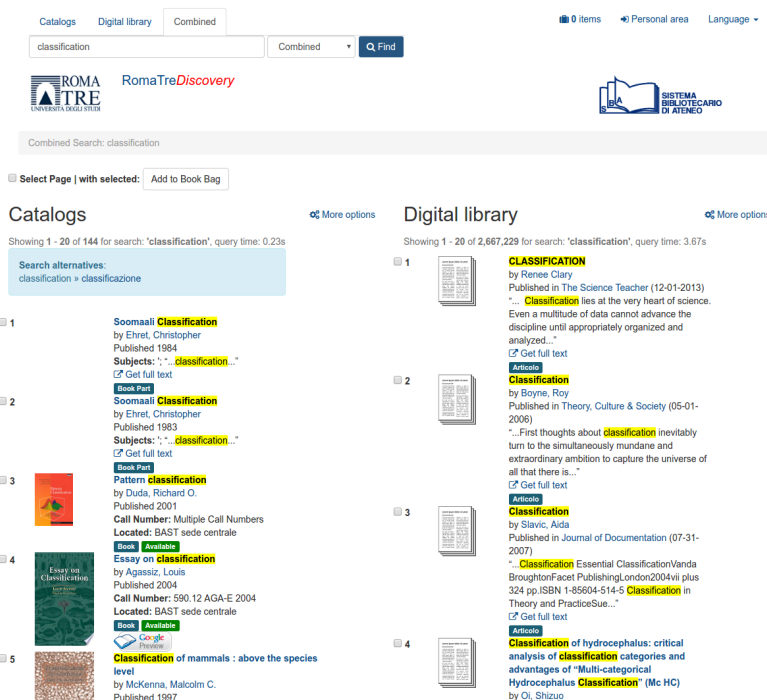 Catalogs Digital library Combined
0 items Personal area Language
classification Combined Find
ROMA
TRE
UNIVERSITÀ DEGLI STUDI
RomaTreDiscovery
SBA
SISTEMA
BIBLIOTECARIO
DI ATENEO
Combined Search: classification
Select Page | with selected: Add to Book Bag
Catalogs
More options
Showing 1 - 20 of 144 for search: 'classification', query time: 0.23s
Search alternatives:
classification » classificazione
1
Soomaali Classification
by Ehret, Christopher
Published 1984
Subjects: '; "...classification..."
Get full text
Book Part
2
Soomaali Classification
by Ehret, Christopher
Published 1983
Subjects: '; "...classification..."
Get full text
Book Part
3
Pattern classification
by Duda, Richard O.
Published 2001
Call Number: Multiple Call Numbers
Located: BAST sede centrale
Book Available
4
Essay on
Classification
Essay on classification
by Agassiz, Louis
Published 2004
Call Number: 590.12 AGA-E 2004
Located: BAST sede centrale
Book Available
Google
Preview
5
Classification of mammals : above the species
level
by McKenna, Malcolm C.
Published 1997
Digital library
More options
Showing 1 - 20 of 2,667,229 for search: 'classification', query time: 3.67s
1
CLASSIFICATION
by Renee Clary
Published in The Science Teacher (12-01-2013)
"... Classification lies at the very heart of science.
Even a multitude of data cannot advance the
discipline until appropriately organized and
analyzed..."
Get full text
Articolo
2
Classification
by Boyne, Roy
Published in Theory, Culture & Society (05-01-
2006)
"...First thoughts about classification inevitably
turn to the simultaneously mundane and
extraordinary ambition to capture the universe of
all that there is..."
Get full text
Articolo
3
Classification
by Slavic, Aida
Published in Journal of Documentation (07-31-
2007)
"...Classification Essential ClassificationVanda
BroughtonFacet PublishingLondon2004vii plus
324 pp.ISBN 1-85604-514-5 Classification in
Theory and PracticeSue..."
Get full text
Articolo
4
Classification of hydrocephalus: critical
analysis of classification categories and
advantages of "Multi-categorical
Hydrocephalus Classification" (Mc HC)
by Oi, Shizuo